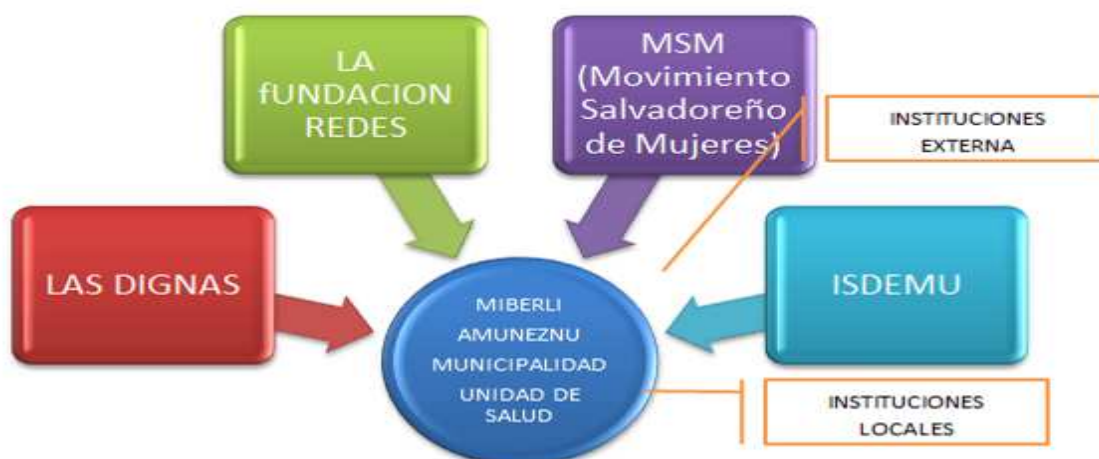 LA
fUNDACION
REDES
MSM
(Movimiento
Salvadoreño
de Mujeres)
INSTITUCIONES
EXTERNA
LAS DIGNAS
ISDEMU
MIBERLI
AMUNEZNU
MUNICIPALIDAD
UNIDAD DE
SALUD
INSTITUCIONES
LOCALES